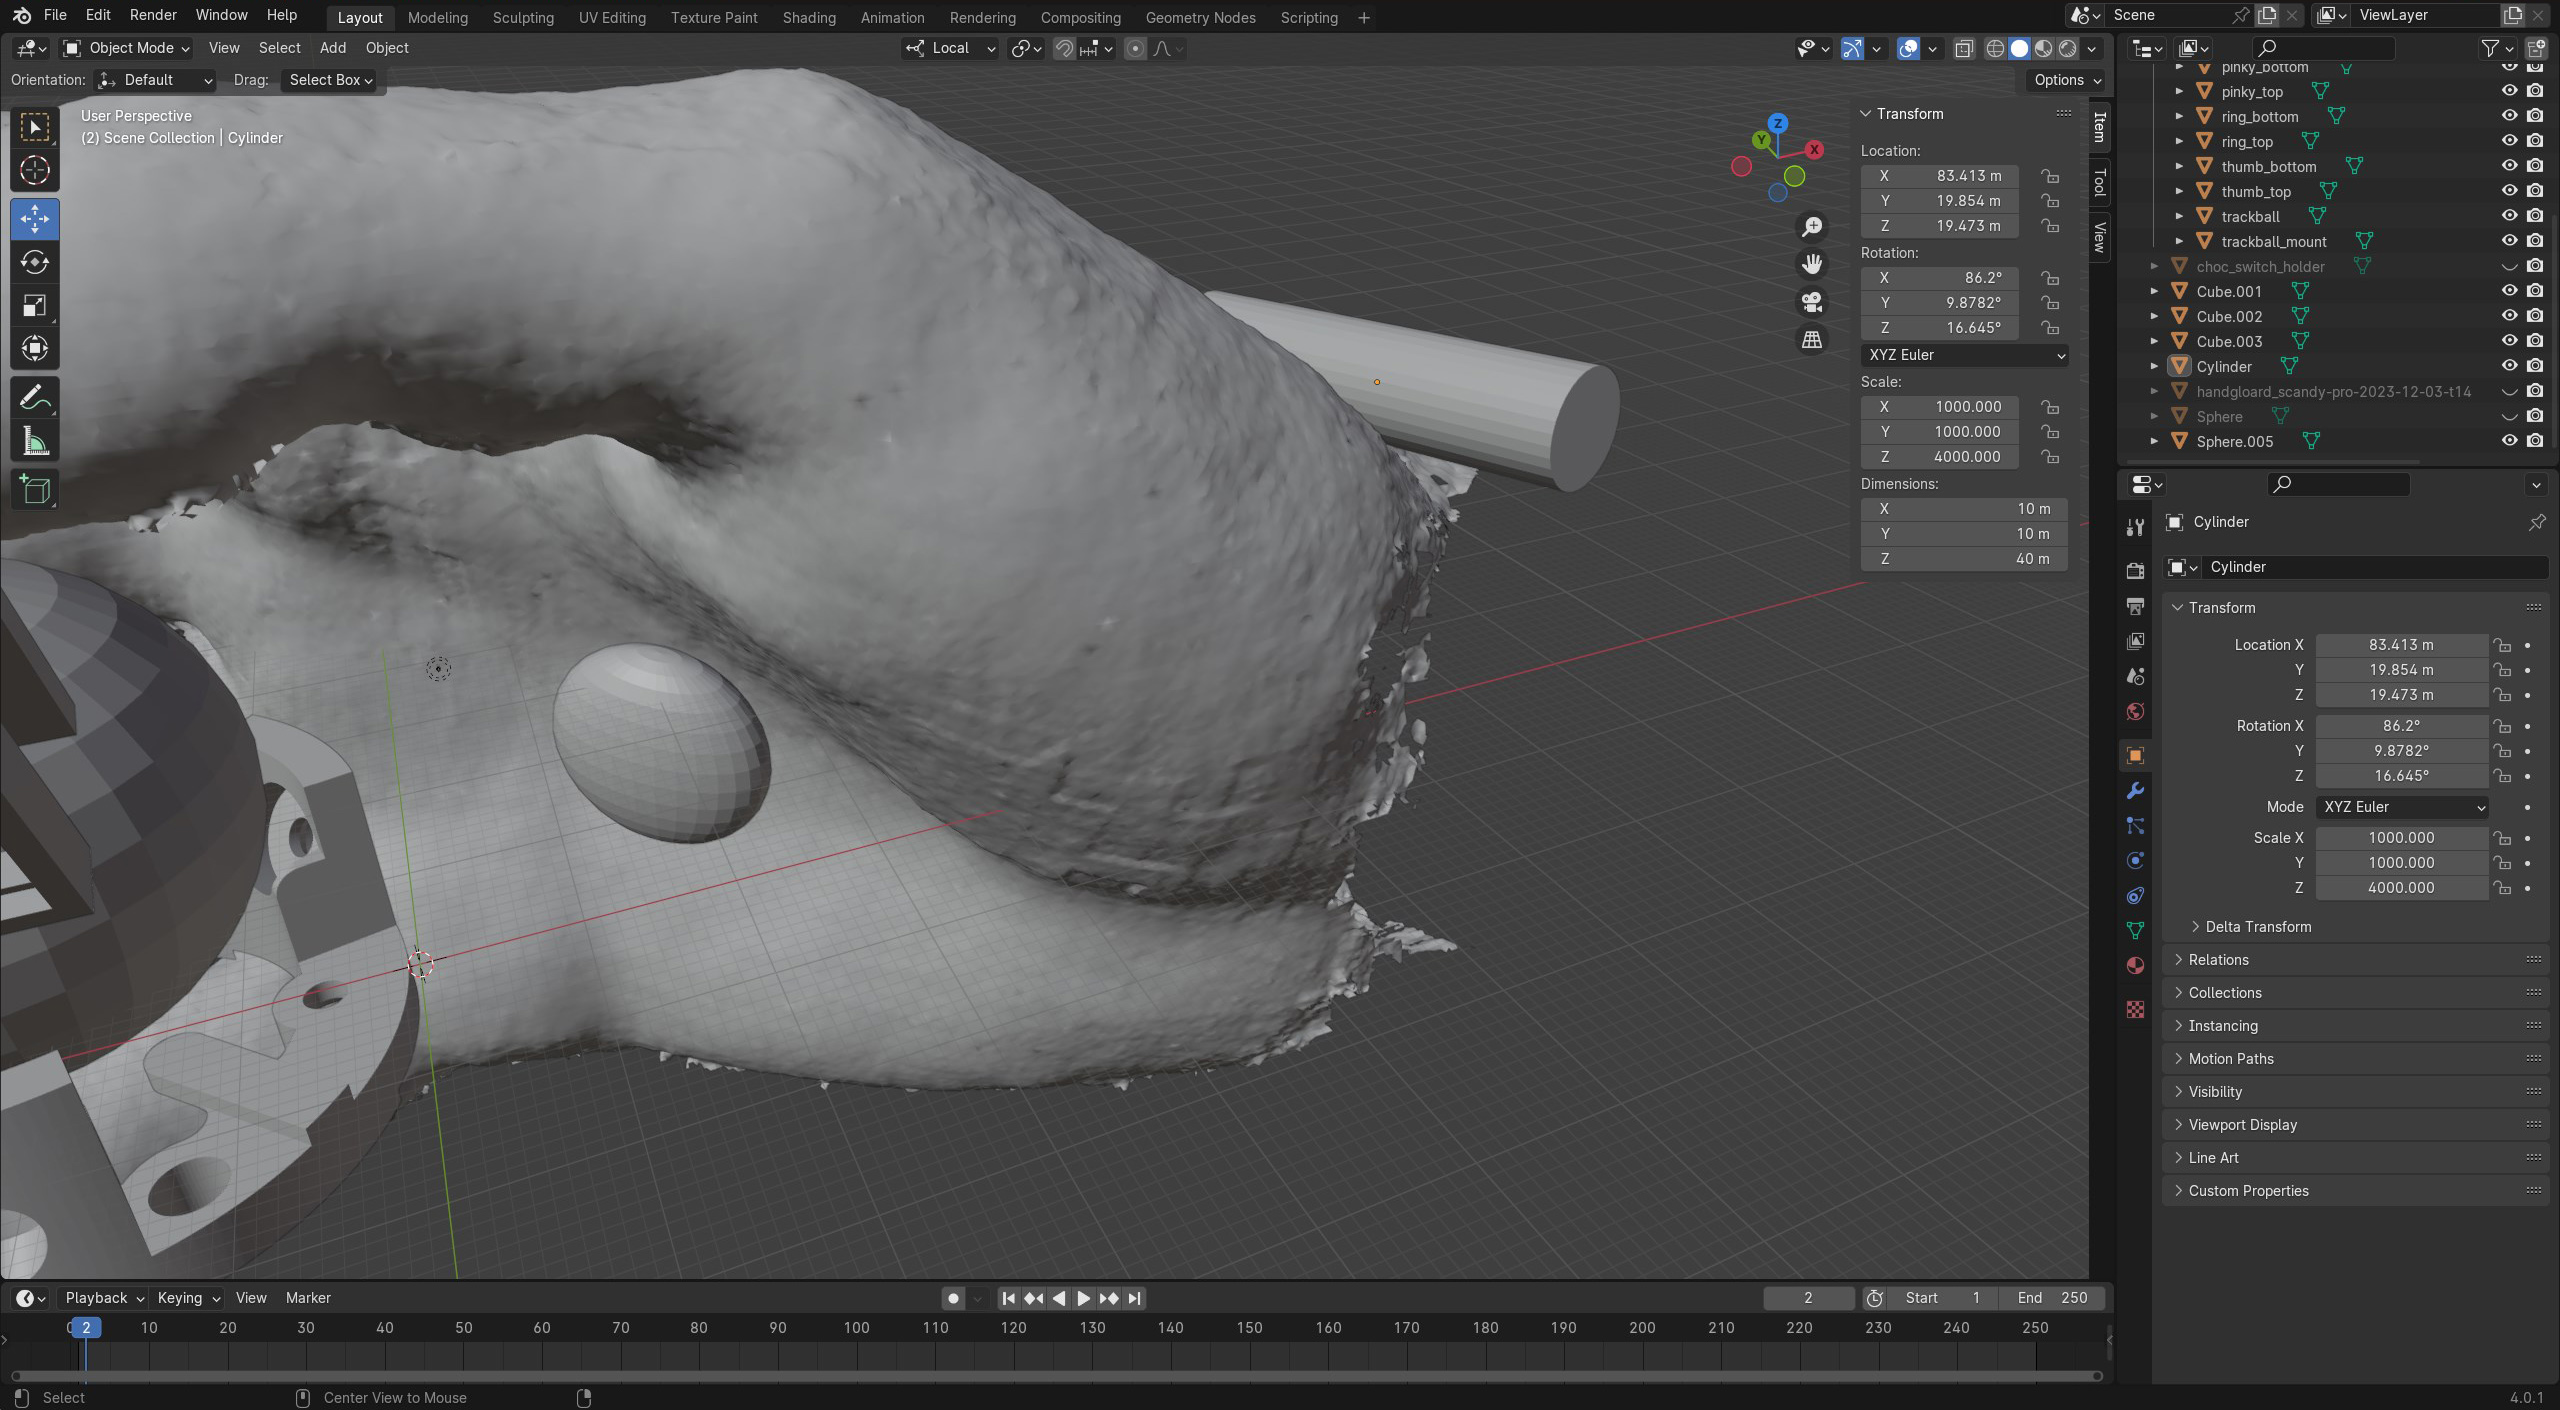 File Edit Render Window Help Layout Modeling Sculpting UV Editing Texture Paint Shading Animation Rendering Compositing Geometry Nodes Scripting + Scene ViewLayer
Object Mode View Select Add Object Local
Orientation: Default Drag: Select Box Options
User Perspective
(2) Scene Collection | Cylinder
Z
Y
X
Transform
Location:
X 83.413 m
Y 19.854 m
Z 19.473 m
Rotation:
X 86.2°
Y 9.8782°
Z 16.645°
XYZ Euler
Scale:
X 1000.000
Y 1000.000
Z 4000.000
Dimensions:
X 10 m
Y 10 m
Z 40 m
Item
Tool
View
pinky_bottom
pinky_top
ring_bottom
ring_top
thumb_bottom
thumb_top
trackball
trackball_mount
choc_switch_holder
Cube.001
Cube.002
Cube.003
Cylinder
handgloard_scandy-pro-2023-12-03-t14
Sphere
Sphere.005
Cylinder
Cylinder
Transform
Location X 83.413 m
Y 19.854 m
Z 19.473 m
Rotation X 86.2°
Y 9.8782°
Z 16.645°
Mode XYZ Euler
Scale X 1000.000
Y 1000.000
Z 4000.000
Delta Transform
Relations
Collections
Instancing
Motion Paths
Visibility
Viewport Display
Line Art
Custom Properties
Playback Keying View Marker 2 Start 1 End 250
0 2 10 20 30 40 50 60 70 80 90 100 110 120 130 140 150 160 170 180 190 200 210 220 230 240 250
Select Center View to Mouse 4.0.1